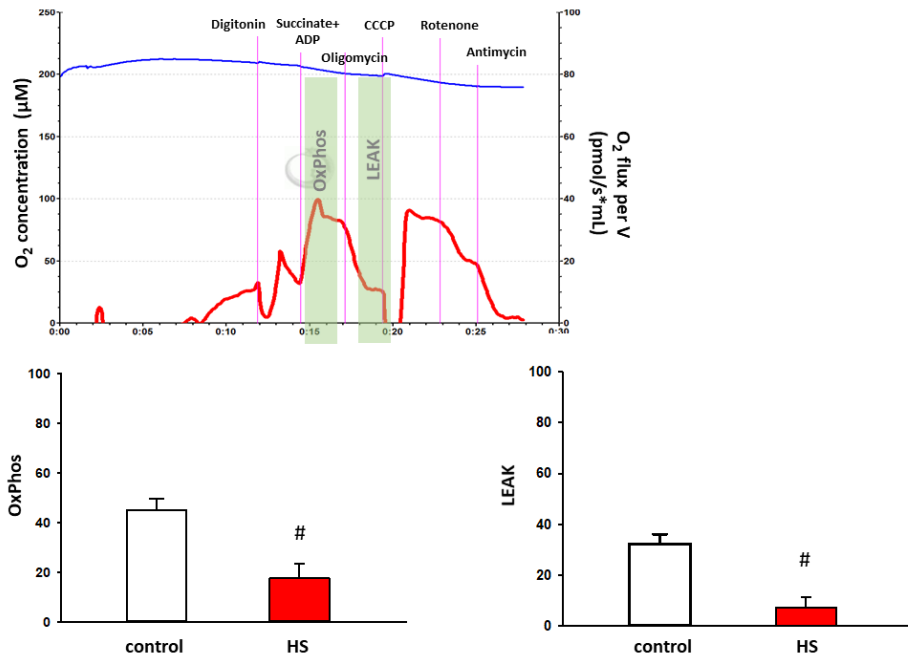 Digitonin
Succinate+
ADP
Oligomycin
CCCP
Rotenone
Antimycin
O2 concentration (µM)
250
200
150
100
50
0
OxPhos
LEAK
100
80
60
40
20
0
O2 flux per V
(pmol/s*mL)
0:00
0:05
0:10
0:15
0:20
0:25
0:30
OxPhos
100
80
60
40
20
0
#
control
HS
LEAK
100
80
60
40
20
0
#
control
HS